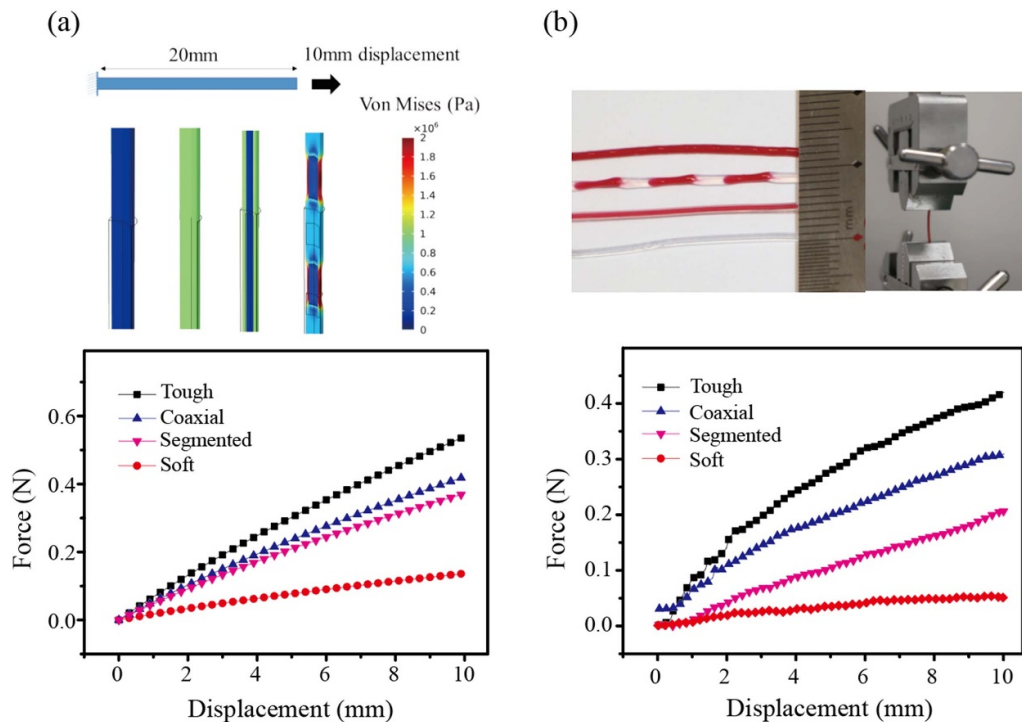 (a)
20mm
10mm displacement
Von Mises (Pa)
×10⁶
2
1.8
1.6
1.4
1.2
1
0.8
0.6
0.4
0.2
0
Force (N)
0.6
0.4
0.2
0.0
Tough
Coaxial
Segmented
Soft
0 2 4 6 8 10
Displacement (mm)
(b)
mm
Force (N)
0.4
0.3
0.2
0.1
0.0
Tough
Coaxial
Segmented
Soft
0 2 4 6 8 10
Displacement (mm)